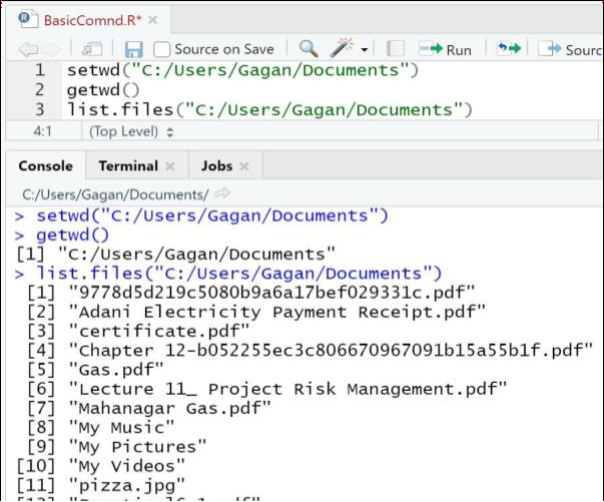 BasicComnd.R*
Source on Save
Run
Sourc
1 setwd("C:/Users/Gagan/Documents")
2 getwd()
3 list.files("C:/Users/Gagan/Documents")
4:1 (Top Level)
Console Terminal Jobs
C:/Users/Gagan/Documents/
> setwd("C:/Users/Gagan/Documents")
> getwd()
[1] "C:/Users/Gagan/Documents"
> list.files("C:/Users/Gagan/Documents")
[1] "9778d5d219c5080b9a6a17bef029331c.pdf"
[2] "Adani Electricity Payment Receipt.pdf"
[3] "certificate.pdf"
[4] "Chapter 12-b052255ec3c806670967091b15a55b1f.pdf"
[5] "Gas.pdf"
[6] "Lecture 11_ Project Risk Management.pdf"
[7] "Mahanagar Gas.pdf"
[8] "My Music"
[9] "My Pictures"
[10] "My Videos"
[11] "pizza.jpg"